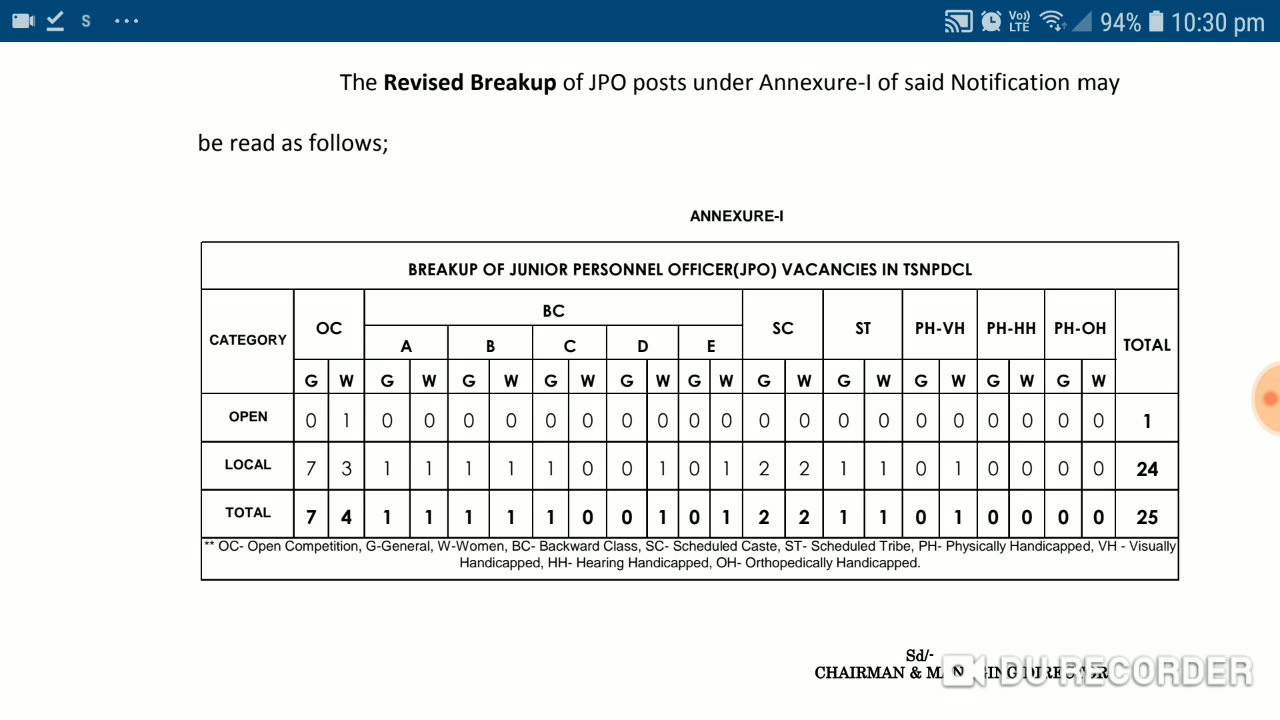 S ... Vo)) LTE 94% 10:30 pm
The Revised Breakup of JPO posts under Annexure-I of said Notification may
be read as follows;
ANNEXURE-I
BREAKUP OF JUNIOR PERSONNEL OFFICER(JPO) VACANCIES IN TSNPDCL
CATEGORY OC BC SC ST PH-VH PH-HH PH-OH TOTAL
A B C D E
G W G W G W G W G W G W G W G W G W G W G W
OPEN 0 1 0 0 0 0 0 0 0 0 0 0 0 0 0 0 0 0 0 0 0 0 1
LOCAL 7 3 1 1 1 1 1 0 0 1 0 1 2 2 1 1 0 1 0 0 0 0 24
TOTAL 7 4 1 1 1 1 1 0 0 1 0 1 2 2 1 1 0 1 0 0 0 0 25
** OC- Open Competition, G-General, W-Women, BC- Backward Class, SC- Scheduled Caste, ST- Scheduled Tribe, PH- Physically Handicapped, VH - Visually
Handicapped, HH- Hearing Handicapped, OH- Orthopedically Handicapped.
Sd/-
CHAIRMAN & MANAGING DIRECTOR
DU RECORDER